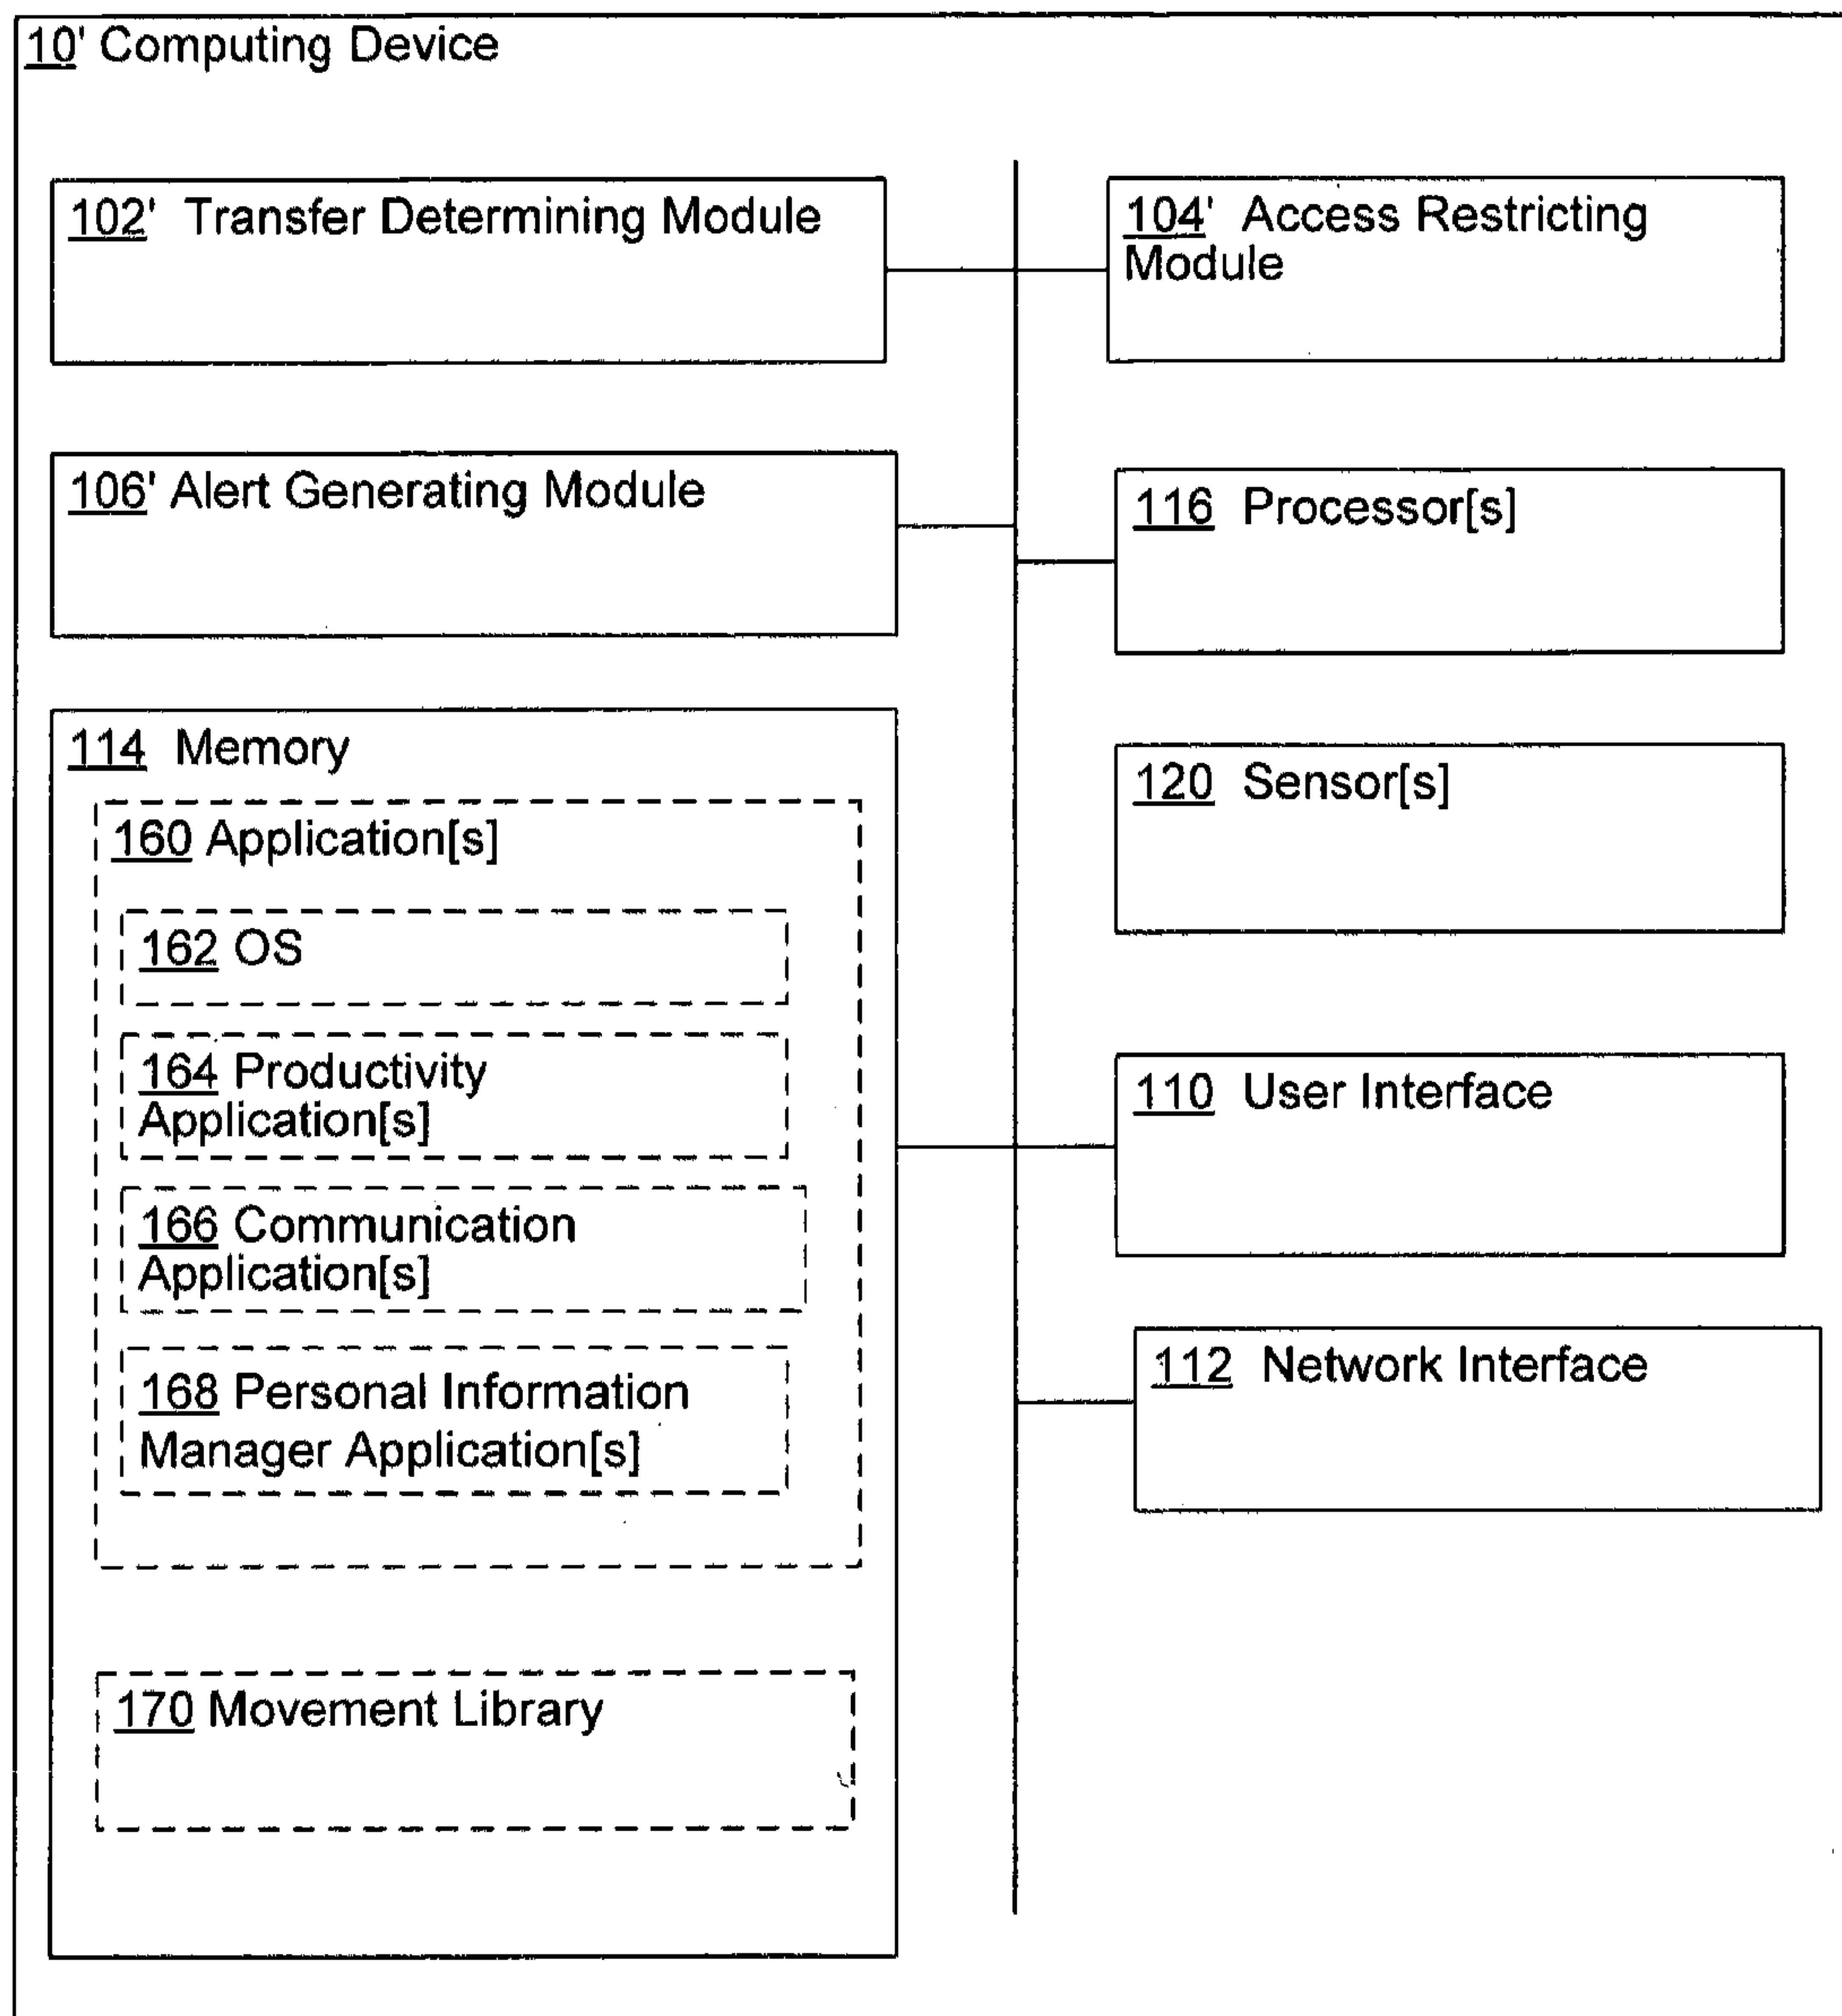 10' Computing Device
102' Transfer Determining Module
104' Access Restricting
Module
106' Alert Generating Module
116 Processor[s]
114 Memory
120 Sensor[s]
160 Application[s]
162 OS
164 Productivity
Application[s]
110 User Interface
166 Communication
Application[s]
112 Network Interface
168 Personal Information
Manager Application[s]
170 Movement Library